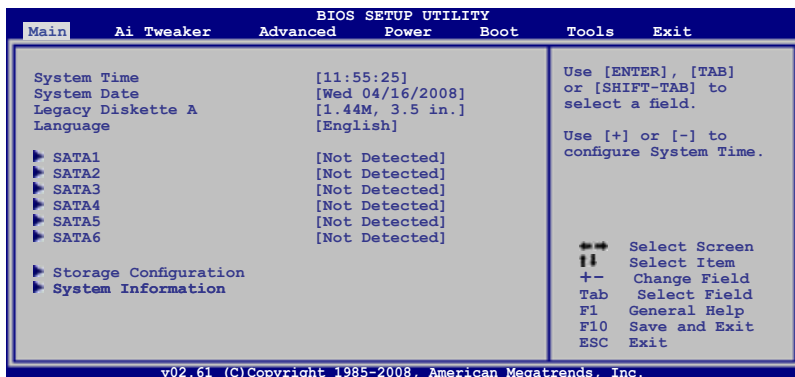 BIOS SETUP UTILITY
Main Ai Tweaker Advanced Power Boot Tools Exit
System Time [11:55:25]
System Date [Wed 04/16/2008]
Legacy Diskette A [1.44M, 3.5 in.]
Language [English]
SATA1 [Not Detected]
SATA2 [Not Detected]
SATA3 [Not Detected]
SATA4 [Not Detected]
SATA5 [Not Detected]
SATA6 [Not Detected]
Storage Configuration
System Information
Use [ENTER], [TAB]
or [SHIFT-TAB] to
select a field.
Use [+] or [-] to
configure System Time.
Select Screen
Select Item
+- Change Field
Tab Select Field
F1 General Help
F10 Save and Exit
ESC Exit
v02.61 (C)Copyright 1985-2008, American Megatrends, Inc.